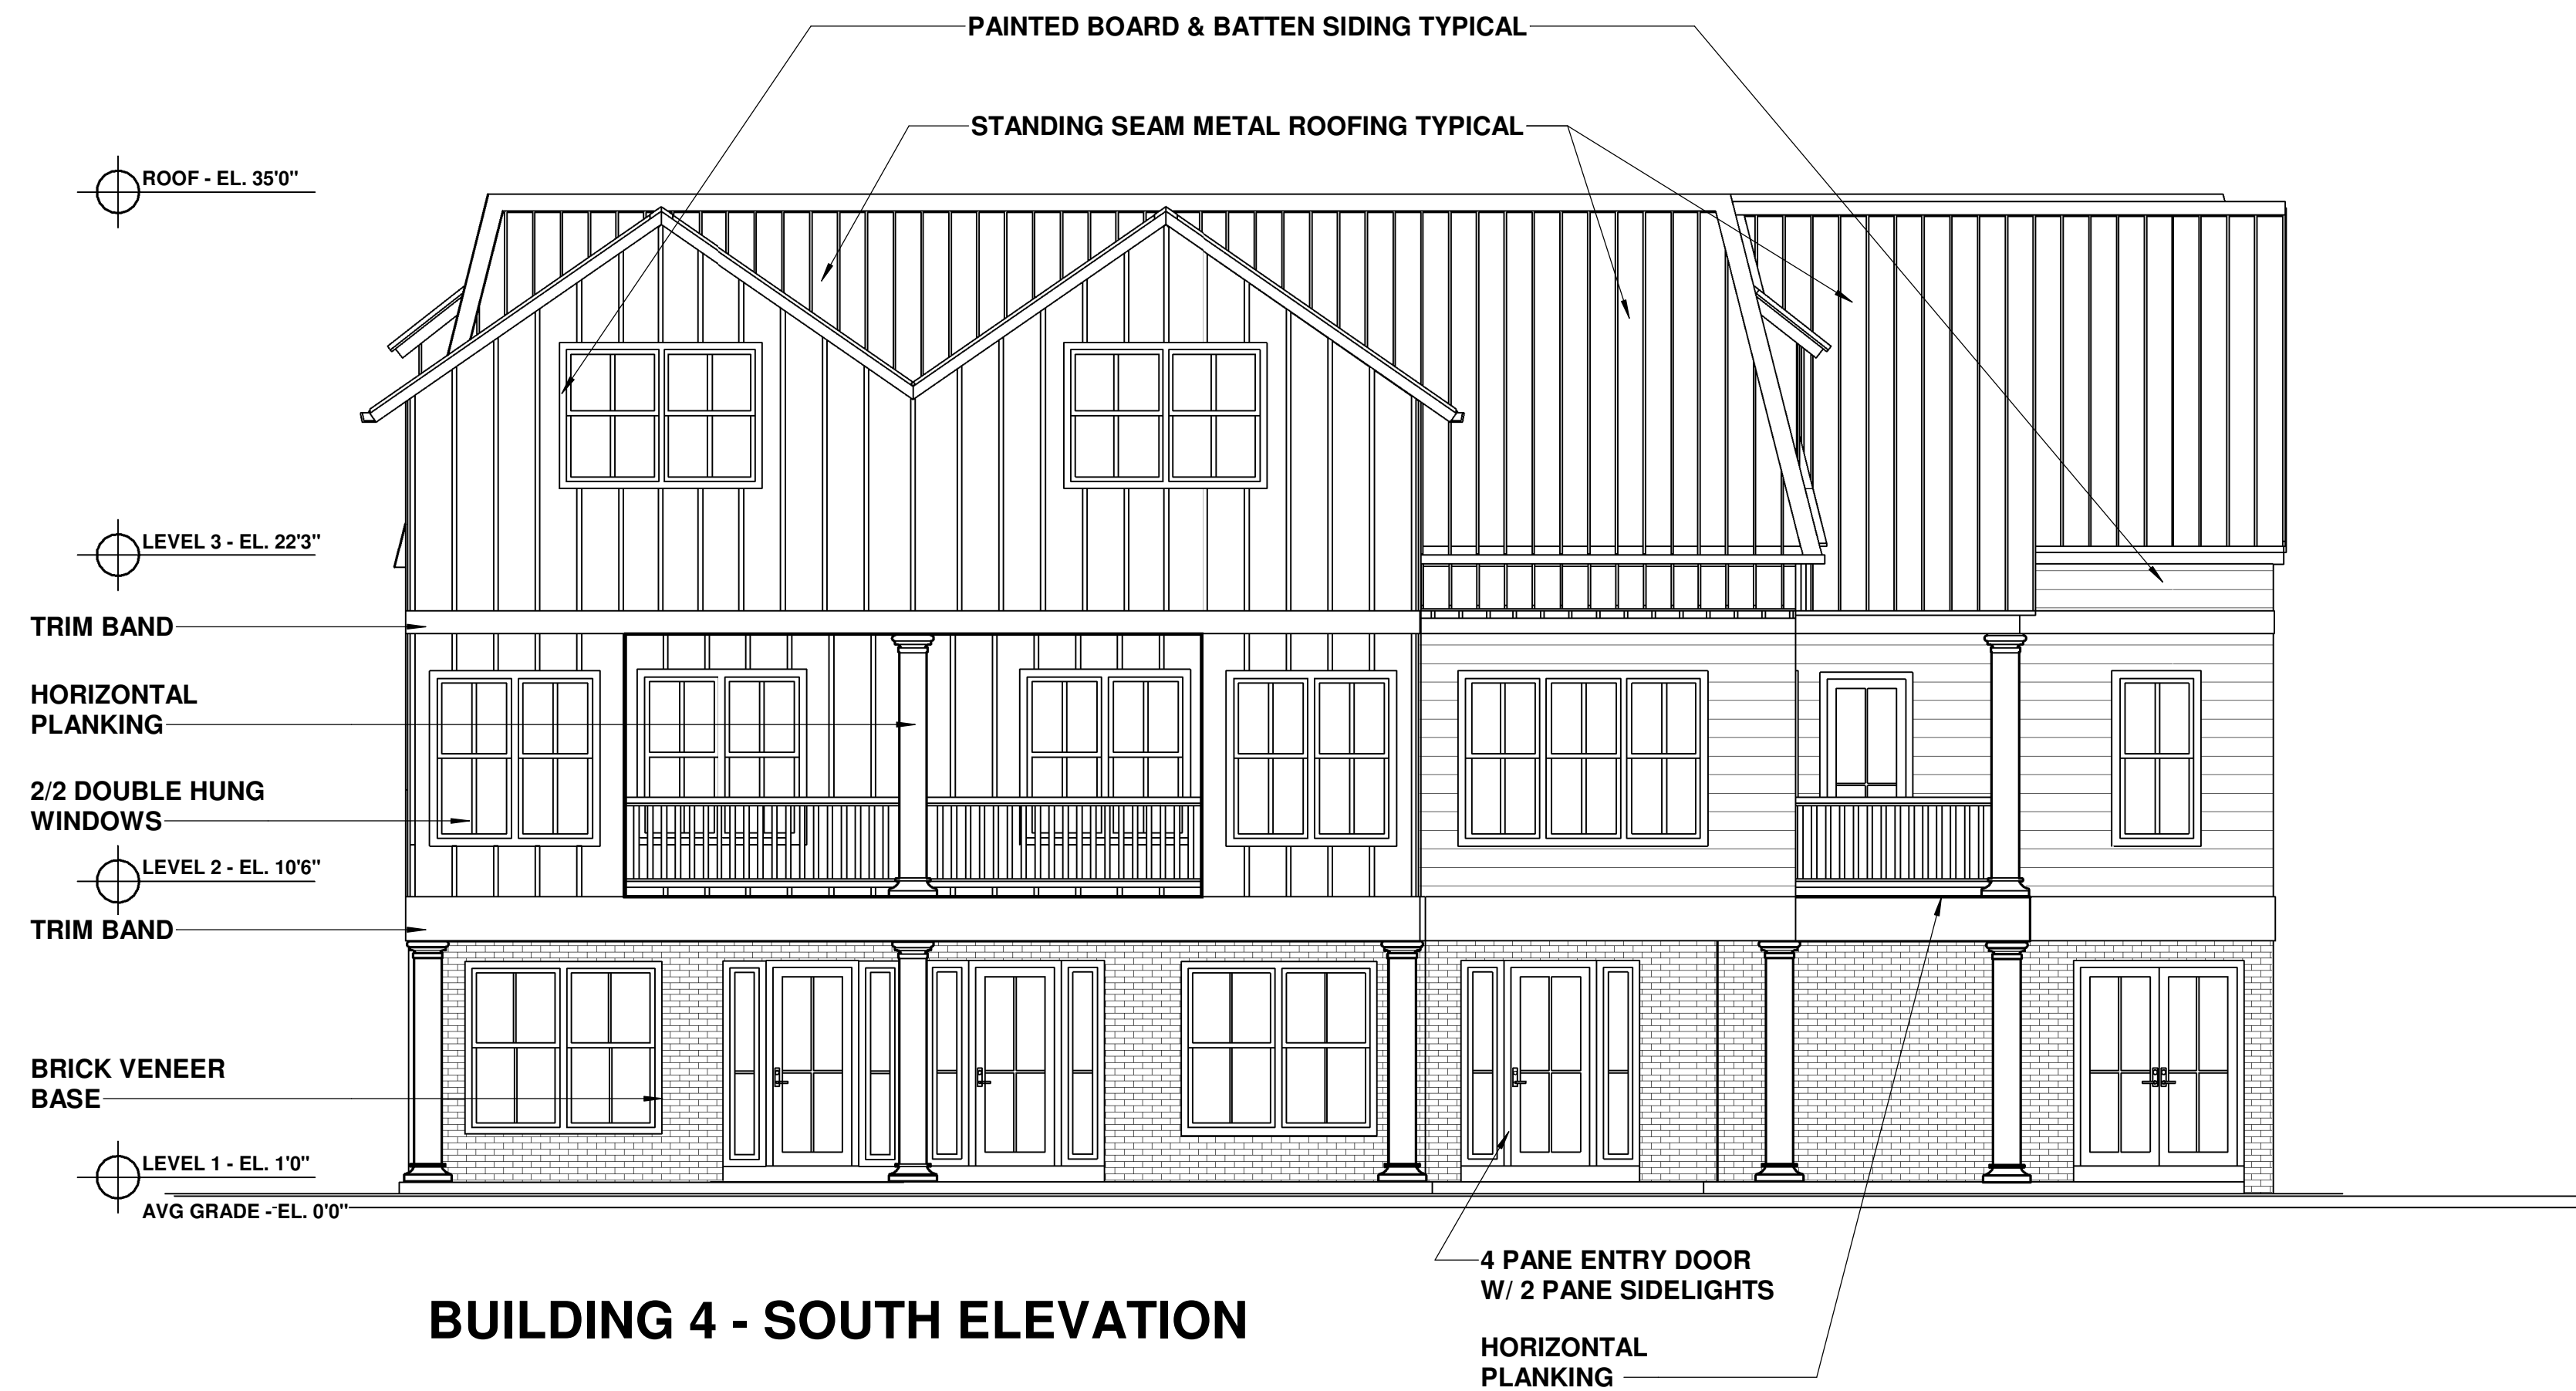 PAINTED BOARD & BATTEN SIDING TYPICAL
STANDING SEAM METAL ROOFING TYPICAL
ROOF - EL. 35'0"
LEVEL 3 - EL. 22'3"
TRIM BAND
HORIZONTAL
PLANKING
2/2 DOUBLE HUNG
WINDOWS
LEVEL 2 - EL. 10'6"
TRIM BAND
BRICK VENEER
BASE
LEVEL 1 - EL. 1'0"
AVG GRADE - EL. 0'0"
4 PANE ENTRY DOOR
W/ 2 PANE SIDELIGHTS
HORIZONTAL
PLANKING
BUILDING 4 - SOUTH ELEVATION